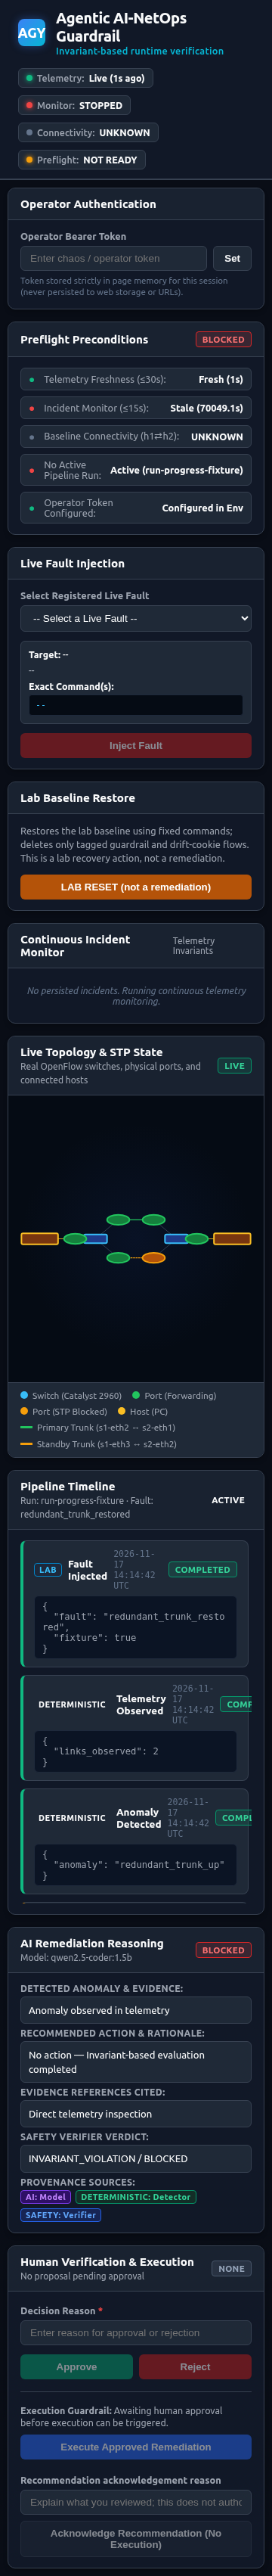 AGY
Agentic AI-NetOps
Guardrail
Invariant-based runtime verification
Telemetry: Live (1s ago)
Monitor: STOPPED
Connectivity: UNKNOWN
Preflight: NOT READY
Operator Authentication
Operator Bearer Token
Enter chaos / operator token
Set
Token stored strictly in page memory for this session
(never persisted to web storage or URLs).
Preflight Preconditions
BLOCKED
Telemetry Freshness (≤30s): Fresh (1s)
Incident Monitor (≤15s): Stale (70049.1s)
Baseline Connectivity (h1⇄h2): UNKNOWN
No Active
Pipeline Run:
Active (run-progress-fixture)
Operator Token
Configured:
Configured in Env
Live Fault Injection
Select Registered Live Fault
-- Select a Live Fault --
Target: --
--
Exact Command(s):
--
Inject Fault
Lab Baseline Restore
Restores the lab baseline using fixed commands;
deletes only tagged guardrail and drift-cookie flows.
This is a lab recovery action, not a remediation.
LAB RESET (not a remediation)
Continuous Incident
Monitor
Telemetry
Invariants
No persisted incidents. Running continuous telemetry
monitoring.
Live Topology & STP State
Real OpenFlow switches, physical ports, and
connected hosts
LIVE
Switch (Catalyst 2960)
Port (Forwarding)
Port (STP Blocked)
Host (PC)
Primary Trunk (s1-eth2 ↔ s2-eth1)
Standby Trunk (s1-eth3 ↔ s2-eth2)
Pipeline Timeline
Run: run-progress-fixture · Fault:
redundant_trunk_restored
ACTIVE
LAB
Fault
Injected
2026-11-
17
14:14:42
UTC
COMPLETED
{
"fault": "redundant_trunk_resto
red",
"fixture": true
}
DETERMINISTIC
Telemetry
Observed
2026-11-
17
14:14:42
UTC
COMP
{
"links_observed": 2
}
DETERMINISTIC
Anomaly
Detected
2026-11-
17
14:14:42
UTC
COMPL
{
"anomaly": "redundant_trunk_up"
}
AI Remediation Reasoning
Model: qwen2.5-coder:1.5b
BLOCKED
DETECTED ANOMALY & EVIDENCE:
Anomaly observed in telemetry
RECOMMENDED ACTION & RATIONALE:
No action — Invariant-based evaluation
completed
EVIDENCE REFERENCES CITED:
Direct telemetry inspection
SAFETY VERIFIER VERDICT:
INVARIANT_VIOLATION / BLOCKED
PROVENANCE SOURCES:
AI: Model
DETERMINISTIC: Detector
SAFETY: Verifier
Human Verification & Execution
No proposal pending approval
NONE
Decision Reason *
Enter reason for approval or rejection
Approve
Reject
Execution Guardrail: Awaiting human approval
before execution can be triggered.
Execute Approved Remediation
Recommendation acknowledgement reason
Explain what you reviewed; this does not autho
Acknowledge Recommendation (No
Execution)